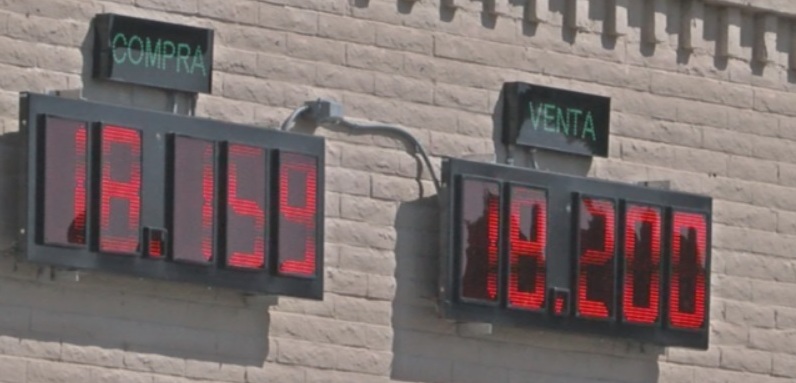 COMPRA
18.159
VENTA
18.200